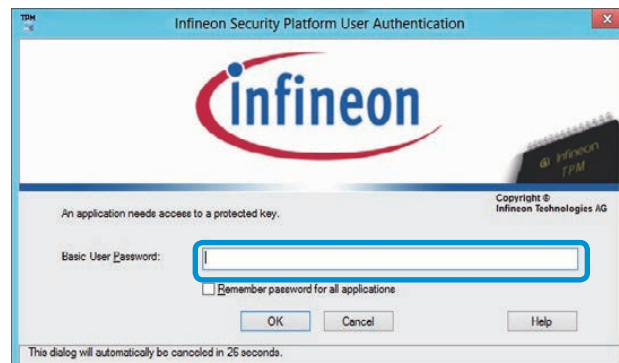 TPM
Infineon Security Platform User Authentication
x
infineon
infineon
TPM
Copyright ©
Infineon Technologies AG
An application needs access to a protected key.
Basic User Password:
Remember password for all applications
OK Cancel Help
This dialog will automatically be canceled in 26 seconds.